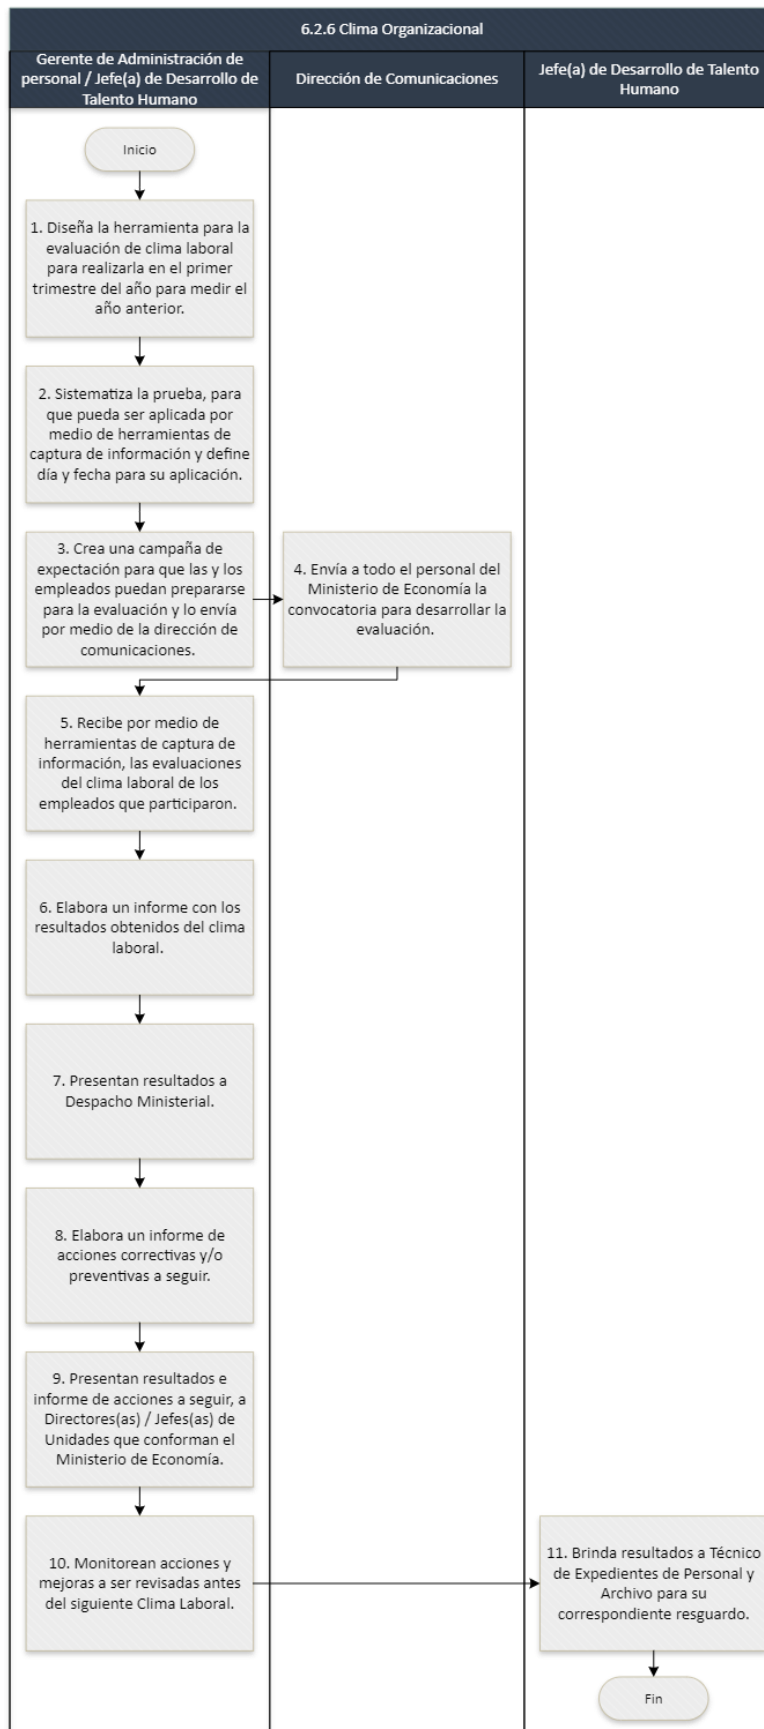 6.2.6 Clima Organizacional
Gerente de Administración de
personal / Jefe(a) de Desarrollo de
Talento Humano
Dirección de Comunicaciones
Jefe(a) de Desarrollo de Talento
Humano
Inicio
1. Diseña la herramienta para la
evaluación de clima laboral
para realizarla en el primer
trimestre del año para medir el
año anterior.
2. Sistematiza la prueba, para
que pueda ser aplicada por
medio de herramientas de
captura de información y define
día y fecha para su aplicación.
3. Crea una campaña de
expectación para que las y los
empleados puedan prepararse
para la evaluación y lo envía
por medio de la dirección de
comunicaciones.
4. Envía a todo el personal del
Ministerio de Economía la
convocatoria para desarrollar la
evaluación.
5. Recibe por medio de
herramientas de captura de
información, las evaluaciones
del clima laboral de los
empleados que participaron.
6. Elabora un informe con los
resultados obtenidos del clima
laboral.
7. Presentan resultados a
Despacho Ministerial.
8. Elabora un informe de
acciones correctivas y/o
preventivas a seguir.
9. Presentan resultados e
informe de acciones a seguir, a
Directores(as) / Jefes(as) de
Unidades que conforman el
Ministerio de Economía.
10. Monitorean acciones y
mejoras a ser revisadas antes
del siguiente Clima Laboral.
11. Brinda resultados a Técnico
de Expedientes de Personal y
Archivo para su
correspondiente resguardo.
Fin